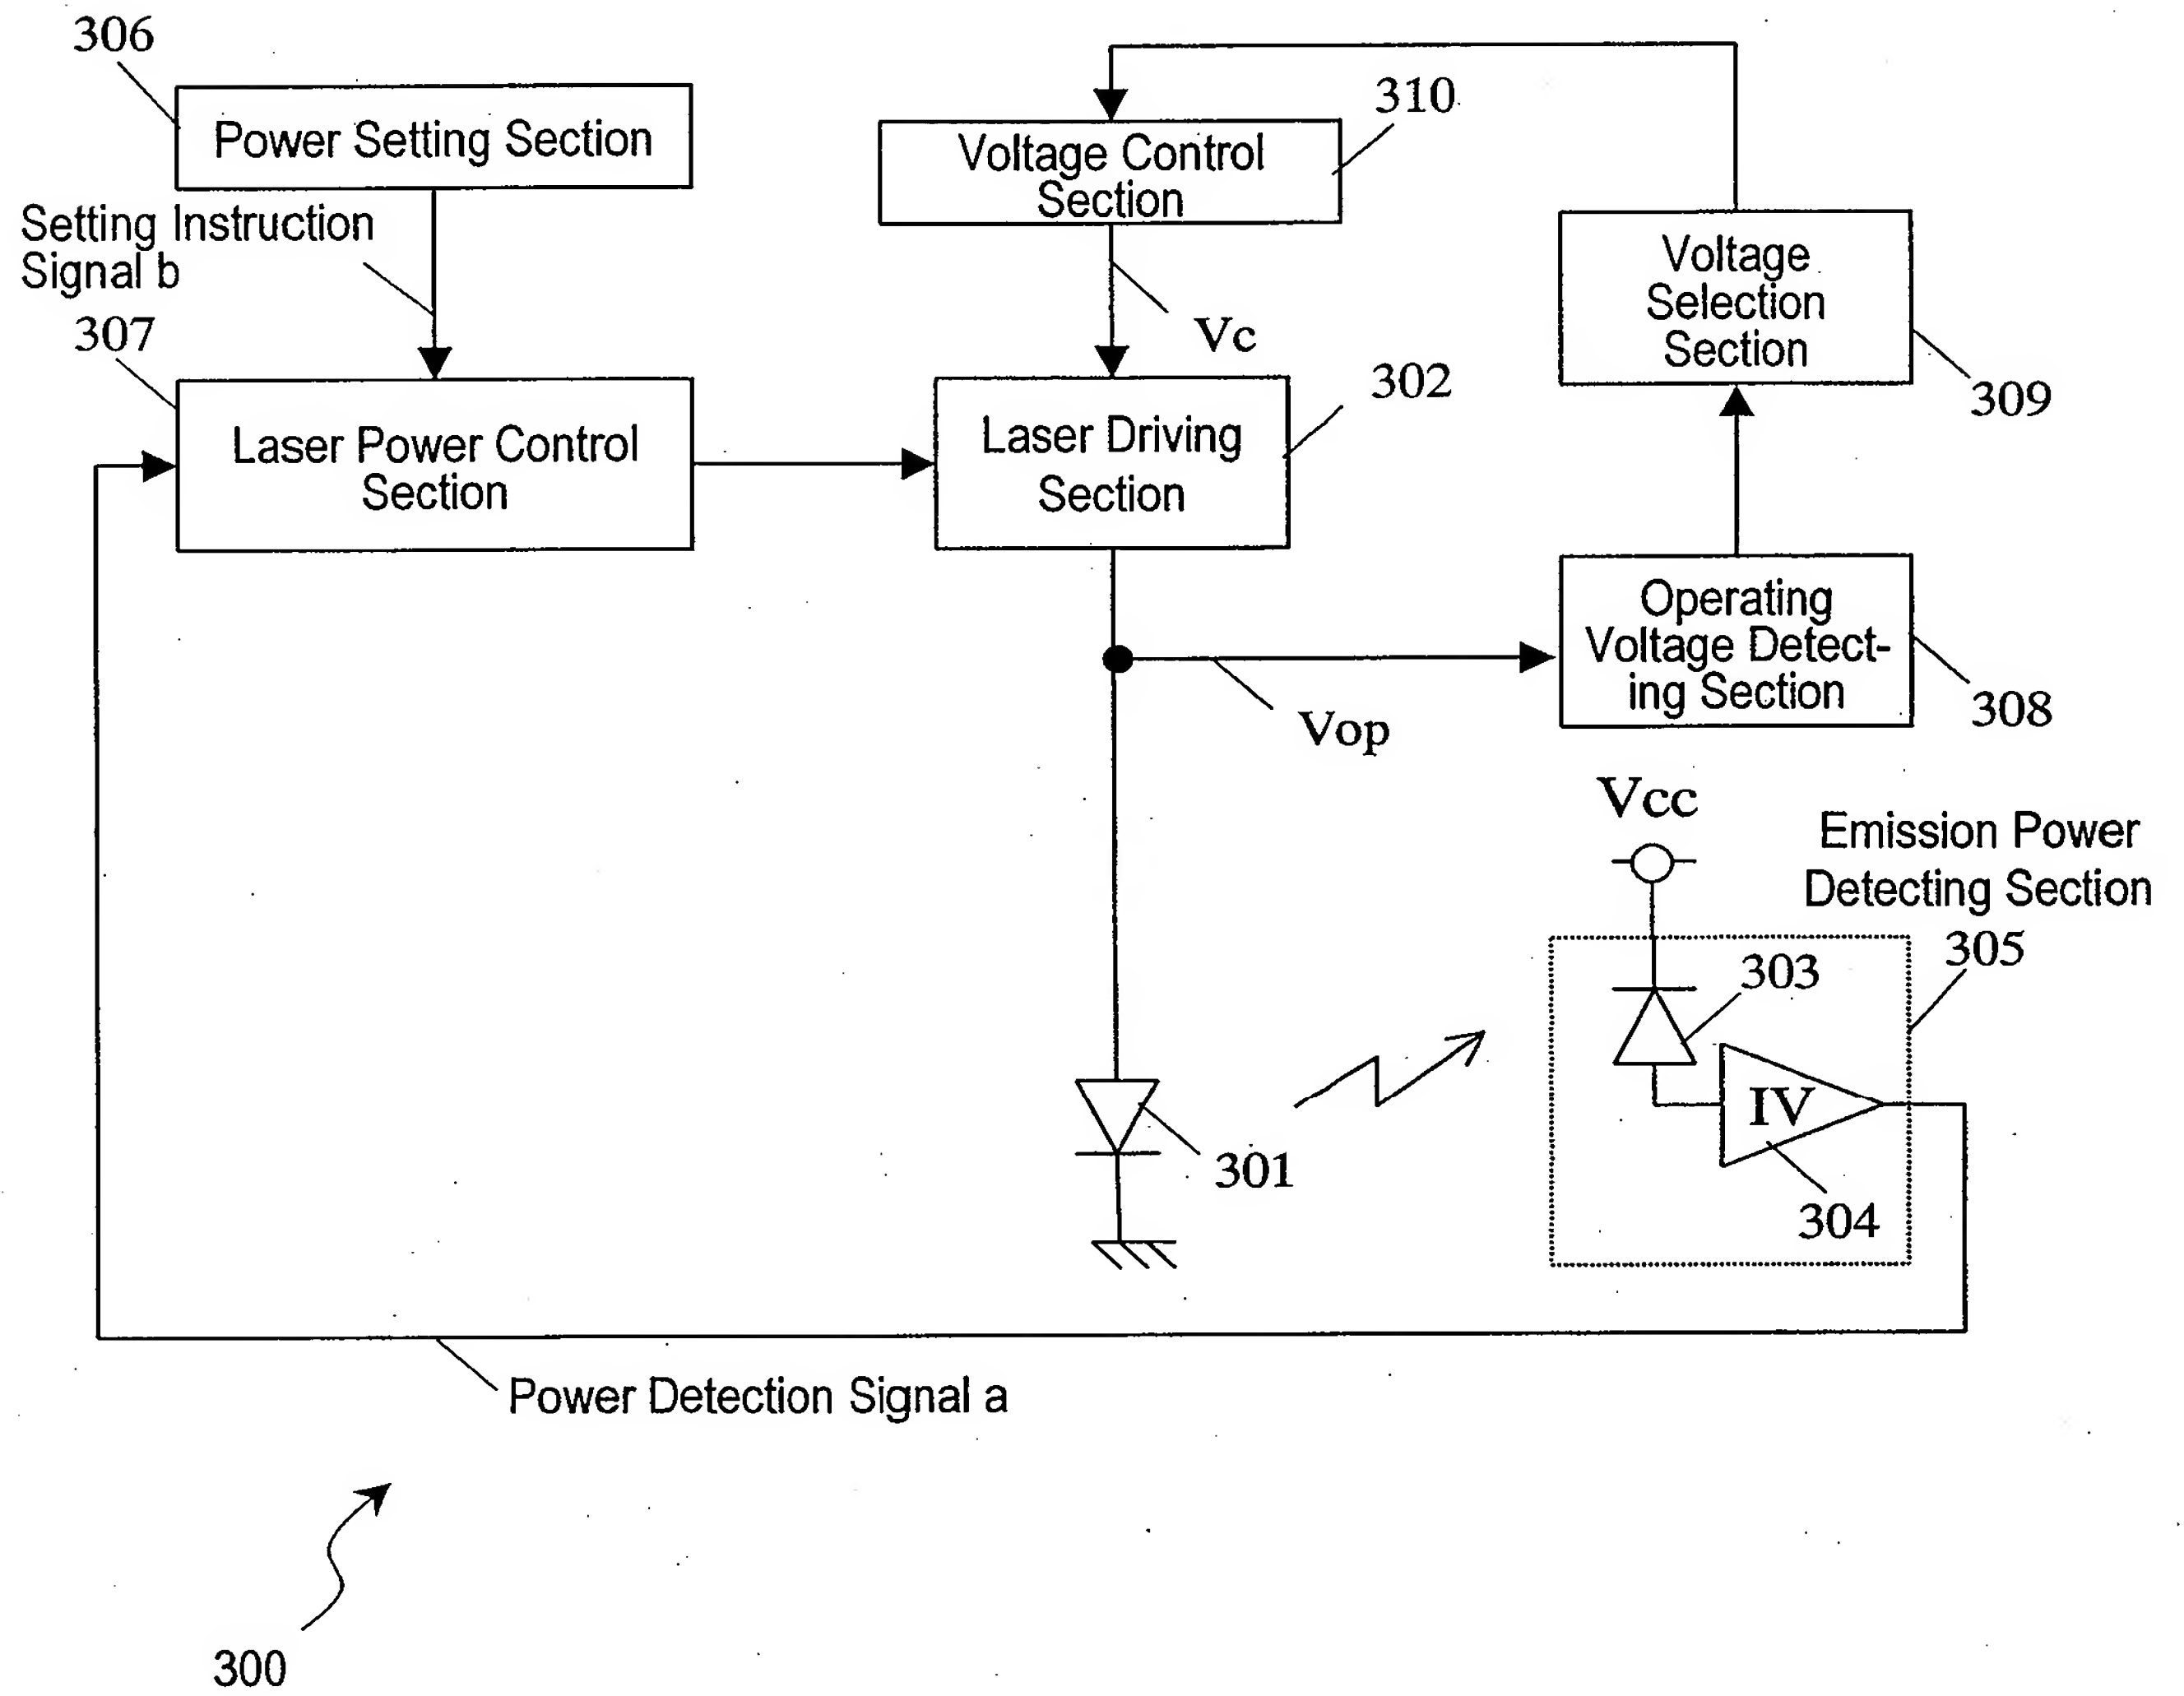 306
Power Setting Section
Setting Instruction
Signal b
307
Laser Power Control
Section
310
Voltage Control
Section
Vc
302
Laser Driving
Section
Voltage
Selection
Section
309
Operating
Voltage Detect-
ing Section
308
Vop
Vcc
Emission Power
Detecting Section
305
303
IV
304
301
Power Detection Signal a
300